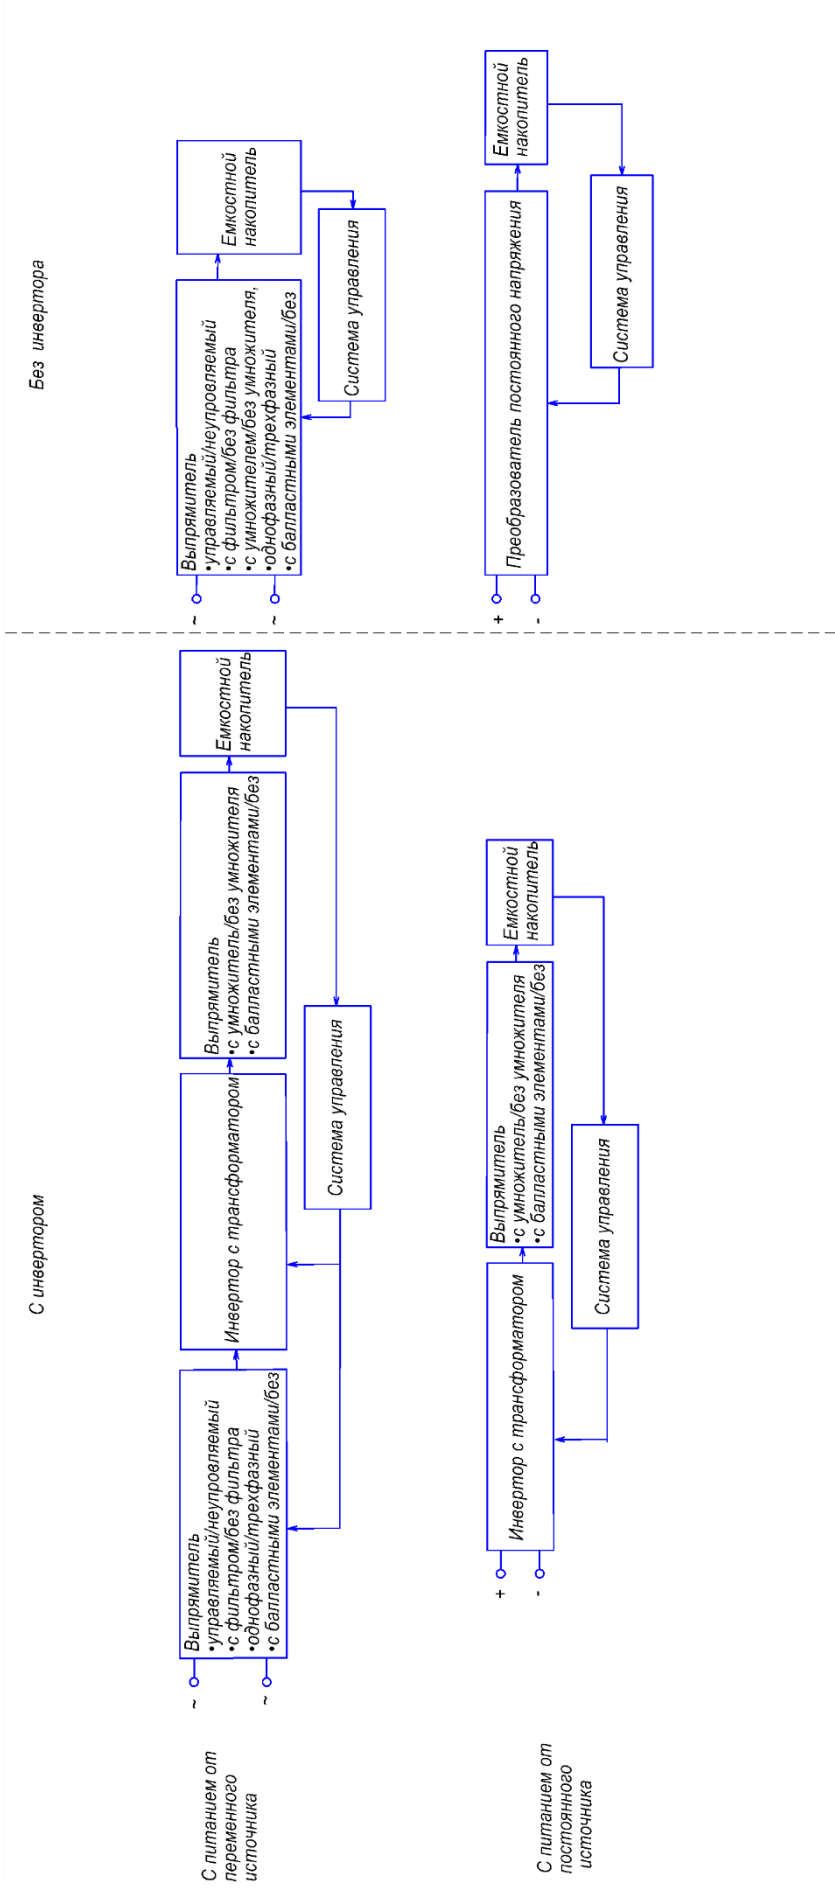 С инвертором
Без инвертора
С питанием от
переменного
источника
~
~
Выпрямитель
•управляемый/неупровляемый
•с фильтром/без фильтра
•однофазный/трехфазный
•с балластными элементами/без
Инвертор с трансформатором
Выпрямитель
•с умножитель/без умножителя
•с балластными элементами/без
Емкостной
накопитель
Система управления
~
~
Выпрямитель
•управляемый/неупровляемый
•с фильтром/без фильтра
•с умножителем/без умножителя,
•однофазный/трехфазный
•с балластными элементами/без
Емкостной
накопитель
Система управления
С питанием от
постоянного
источника
+
-
Инвертор с трансформатором
Выпрямитель
•с умножитель/без умножителя
•с балластными элементами/без
Емкостной
накопитель
Система управления
+
-
Преобразователь постоянного напряжения
Емкостной
накопитель
Система управления